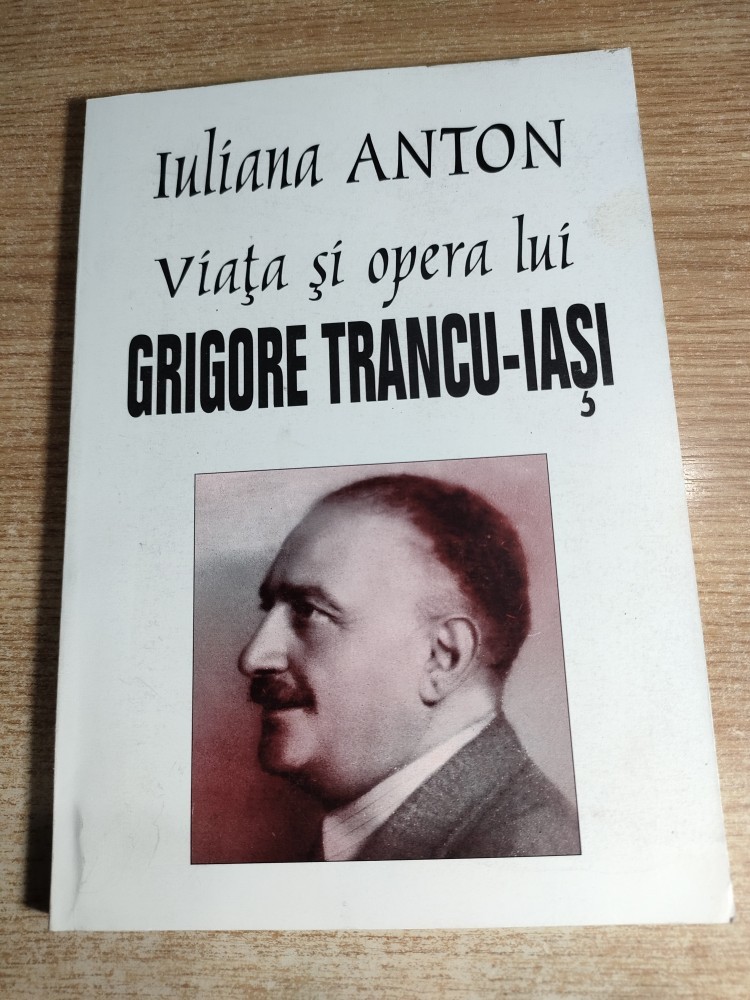 Iuliana ANTON
Viaţa şi opera lui
GRIGORE TRANCU-IAŞI